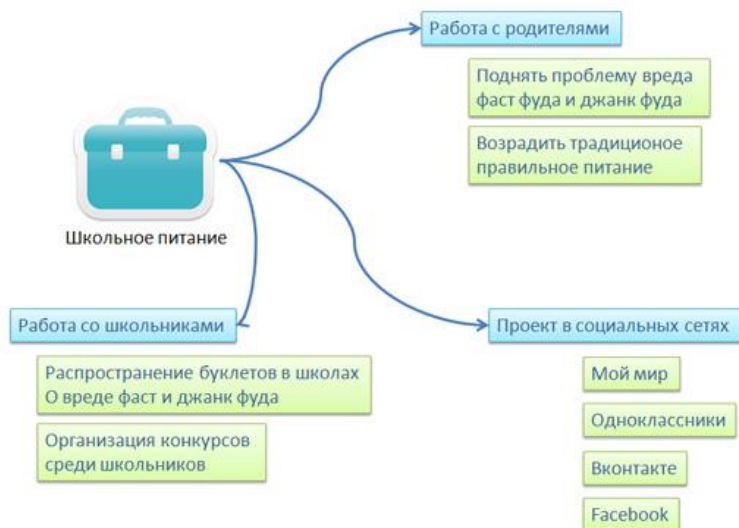 Школьное питание
Работа с родителями
Поднять проблему вреда
фаст фуда и джанк фуда
Возрадить традиционое
правильное питание
Работа со школьниками
Распространение буклетов в школах
О вреде фаст и джанк фуда
Организация конкурсов
среди школьников
Проект в социальных сетях
Мой мир
Одноклассники
Вконтакте
Facebook